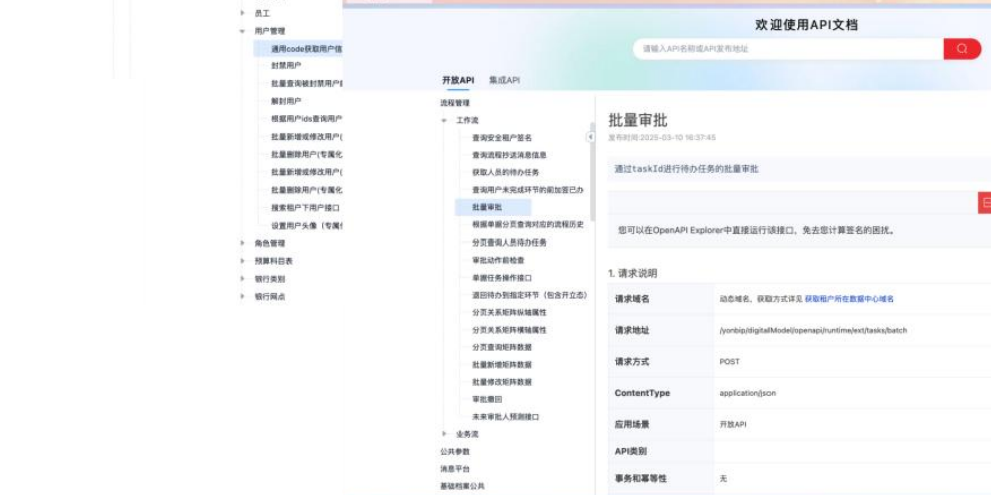 员工
用户管理
通用code获取用户信
封禁用户
批量查询被封禁用户
解封用户
根据用户ids查询用户
批量新增或修改用户(
批量删除用户(专属化
批量新增或修改用户(
批量删除用户(专属化
搜索租户下用户接口
设置用户头像（专属
角色管理
预算科目表
银行类别
银行网点
欢迎使用API文档
请输入API名称或API发布地址
开放API 集成API
流程管理
工作流
查询安全租户签名
查询流程抄送消息信息
获取人员的待办任务
查询用户未完成环节的前加签已办
批量审批
根据单据分页查询对应的流程历史
分页查询人员待办任务
审批动作前检查
单据任务操作接口
退回待办到指定环节（包含开立态）
分页关系矩阵纵轴属性
分页关系矩阵横轴属性
分页查询矩阵数据
批量新增矩阵数据
批量修改矩阵数据
审批撤回
未来审批人预测接口
业务流
公共参数
消息平台
基础档案公共
批量审批
发布时间:2025-03-10 16:37:45
通过taskId进行待办任务的批量审批
您可以在OpenAPI Explorer中直接运行该接口，免去您计算签名的困扰。
1. 请求说明
请求域名 动态域名，获取方式详见 获取租户所在数据中心域名
请求地址 /yonbip/digitalModel/openapi/runtime/ext/tasks/batch
请求方式 POST
ContentType application/json
应用场景 开放API
API类别
事务和幂等性 无